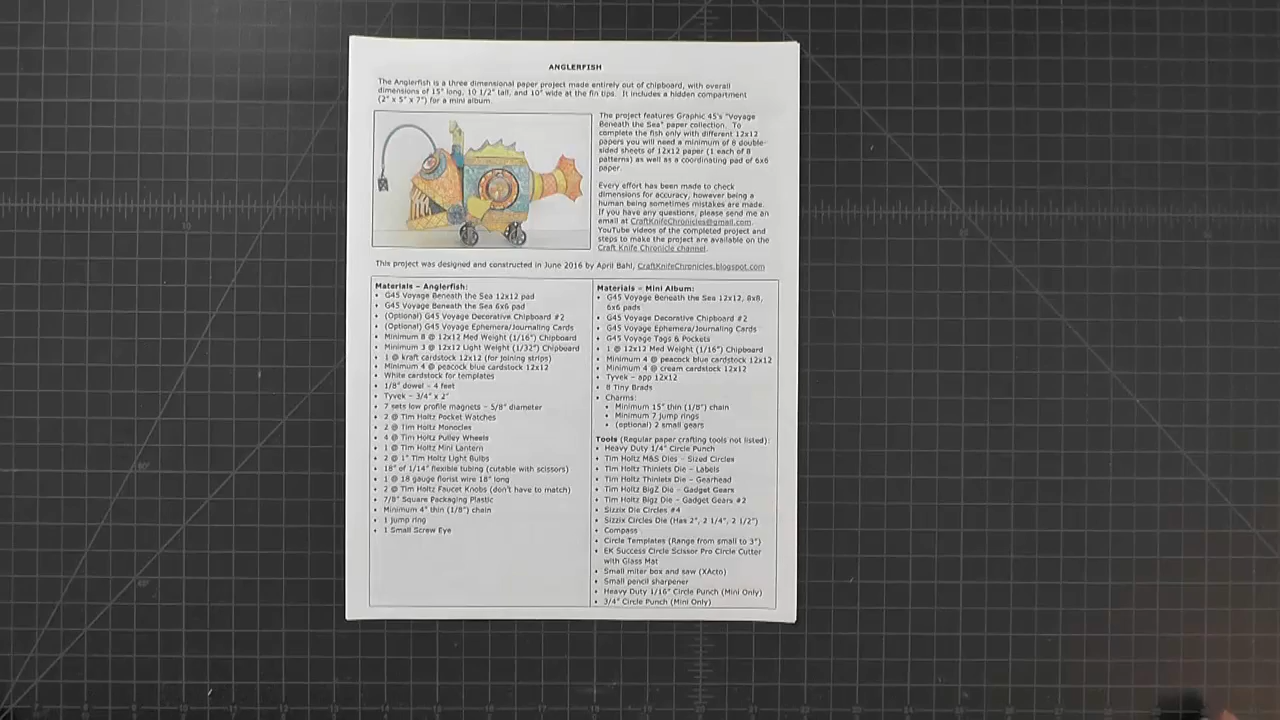 ANGLERFISH
The Anglerfish is a three dimensional paper project made entirely out of chipboard, with overall
dimensions of 15" long, 10 1/2" tall, and 10" wide at the fin tips. It includes a hidden compartment
(2" x 5" x 7") for a mini album.
The project features Graphic 45's "Voyage
Beneath the Sea" paper collection. To
complete the fish only with different 12x12
papers you will need a minimum of 8 double-
sided sheets of 12x12 paper (1 each of 8
patterns) as well as a coordinating pad of 6x6
paper.
Every effort has been made to check
dimensions for accuracy, however being a
human being sometimes mistakes are made.
If you have any questions, please send me an
email at CraftKnifeChronicles@gmail.com.
YouTube videos of the completed project and
steps to make the project are available on the
Craft Knife Chronicle channel.
This project was designed and constructed in June 2016 by April Bahl, CraftKnifeChronicles.blogspot.com
Materials – Anglerfish:
• G45 Voyage Beneath the Sea 12x12 pad
• G45 Voyage Beneath the Sea 6x6 pad
• (Optional) G45 Voyage Decorative Chipboard #2
• (Optional) G45 Voyage Ephemera/Journaling Cards
• Minimum 8 @ 12x12 Med Weight (1/16") Chipboard
• Minimum 3 @ 12x12 Light Weight (1/32") Chipboard
• 1 @ kraft cardstock 12x12 (for joining strips)
• Minimum 4 @ peacock blue cardstock 12x12
• White cardstock for templates
• 1/8" dowel – 4 feet
• Tyvek – 3/4" x 2"
• 7 sets low profile magnets – 5/8" diameter
• 2 @ Tim Holtz Pocket Watches
• 2 @ Tim Holtz Monocles
• 4 @ Tim Holtz Pulley Wheels
• 1 @ Tim Holtz Mini Lantern
• 2 @ 1" Tim Holtz Light Bulbs
• 18" of 1/14" flexible tubing (cutable with scissors)
• 1 @ 18 gauge florist wire 18" long
• 2 @ Tim Holtz Faucet Knobs (don't have to match)
• 7/8" Square Packaging Plastic
• Minimum 4" thin (1/8") chain
• 1 jump ring
• 1 Small Screw Eye
Materials – Mini Album:
• G45 Voyage Beneath the Sea 12x12, 8x8,
6x6 pads
• G45 Voyage Decorative Chipboard #2
• G45 Voyage Ephemera/Journaling Cards
• G45 Voyage Tags & Pockets
• 1 @ 12x12 Med Weight (1/16") Chipboard
• Minimum 4 @ peacock blue cardstock 12x12
• Minimum 4 @ cream cardstock 12x12
• Tyvek – app 12x12
• 8 Tiny Brads
• Charms:
• Minimum 15" thin (1/8") chain
• Minimum 7 jump rings
• (optional) 2 small gears
Tools (Regular paper crafting tools not listed):
• Heavy Duty 1/4" Circle Punch
• Tim Holtz M&S Dies – Sized Circles
• Tim Holtz Thinlets Die – Labels
• Tim Holtz Thinlets Die – Gearhead
• Tim Holtz BigZ Die – Gadget Gears
• Tim Holtz Bigz Die – Gadget Gears #2
• Sizzix Die Circles #4
• Sizzix Circles Die (Has 2", 2 1/4", 2 1/2")
• Compass
• Circle Templates (Range from small to 3")
• EK Success Circle Scissor Pro Circle Cutter
with Glass Mat
• Small miter box and saw (XActo)
• Small pencil sharpener
• Heavy Duty 1/16" Circle Punch (Mini Only)
• 3/4" Circle Punch (Mini Only)